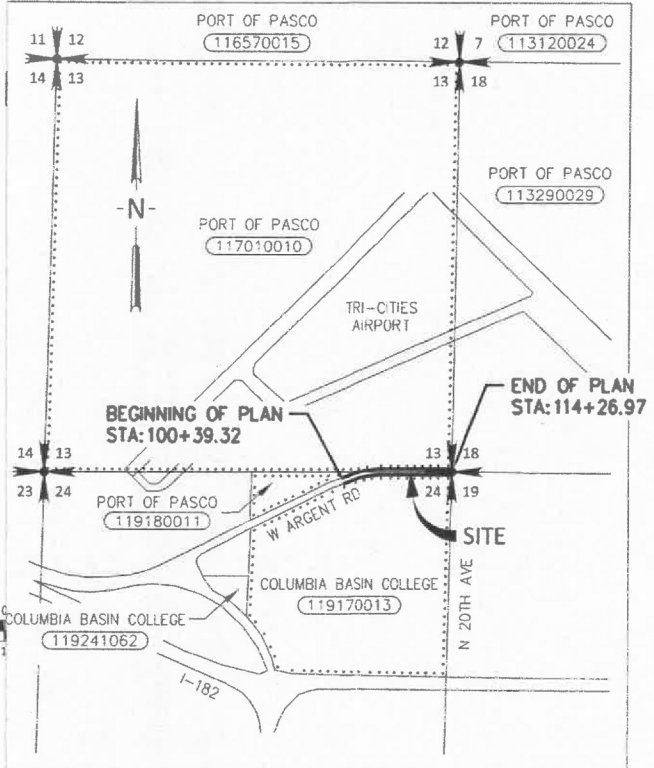 PORT OF PASCO
116570015
PORT OF PASCO
113120024
11 12
14 13
12 7
13 18
-N-
PORT OF PASCO
113290029
PORT OF PASCO
117010010
TRI-CITIES
AIRPORT
BEGINNING OF PLAN
STA: 100+39.32
END OF PLAN
STA: 114+26.97
14 13
23 24
13 18
24 19
PORT OF PASCO
119180011
W ARGENT RD
SITE
COLUMBIA BASIN COLLEGE
119170013
N 20TH AVE
COLUMBIA BASIN COLLEGE
119241062
I-182